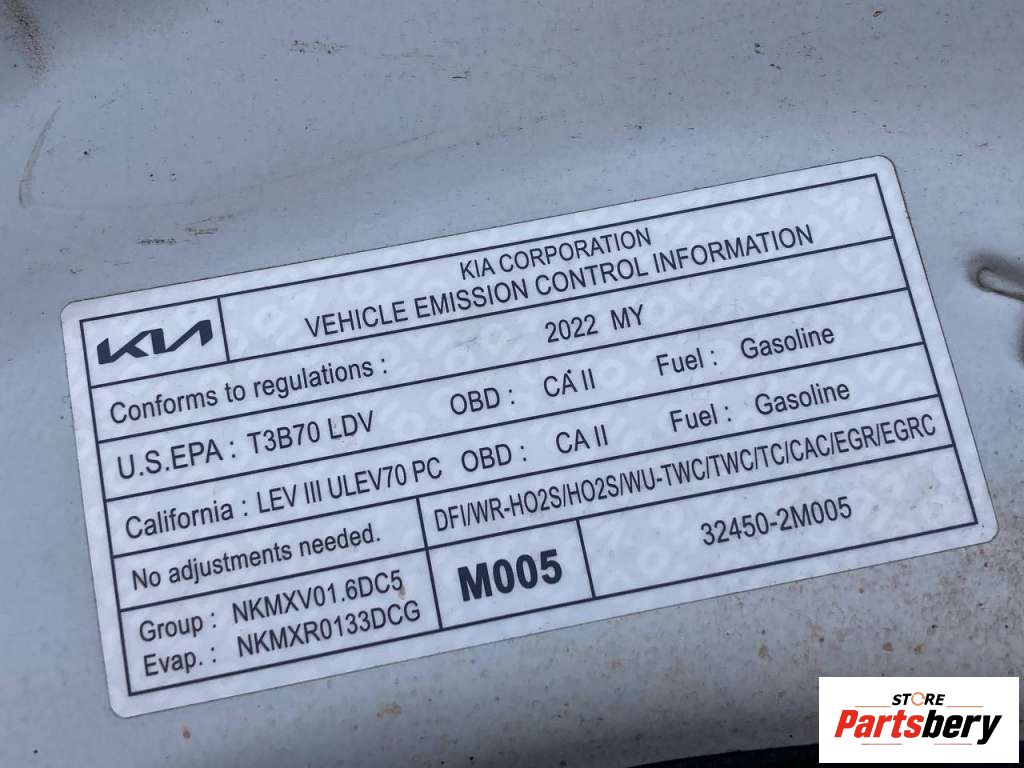 KIA
KIA CORPORATION
VEHICLE EMISSION CONTROL INFORMATION
Conforms to regulations : 2022 MY
U.S.EPA : T3B70 LDV OBD : CA II Fuel : Gasoline
California : LEV III ULEV70 PC OBD : CA II Fuel : Gasoline
No adjustments needed. DFI/WR-HO2S/HO2S/WU-TWC/TWC/TC/CAC/EGR/EGRC
Group : NKMXV01.6DC5
Evap. : NKMXR0133DCG
M005
32450-2M005
STORE
Partsbery